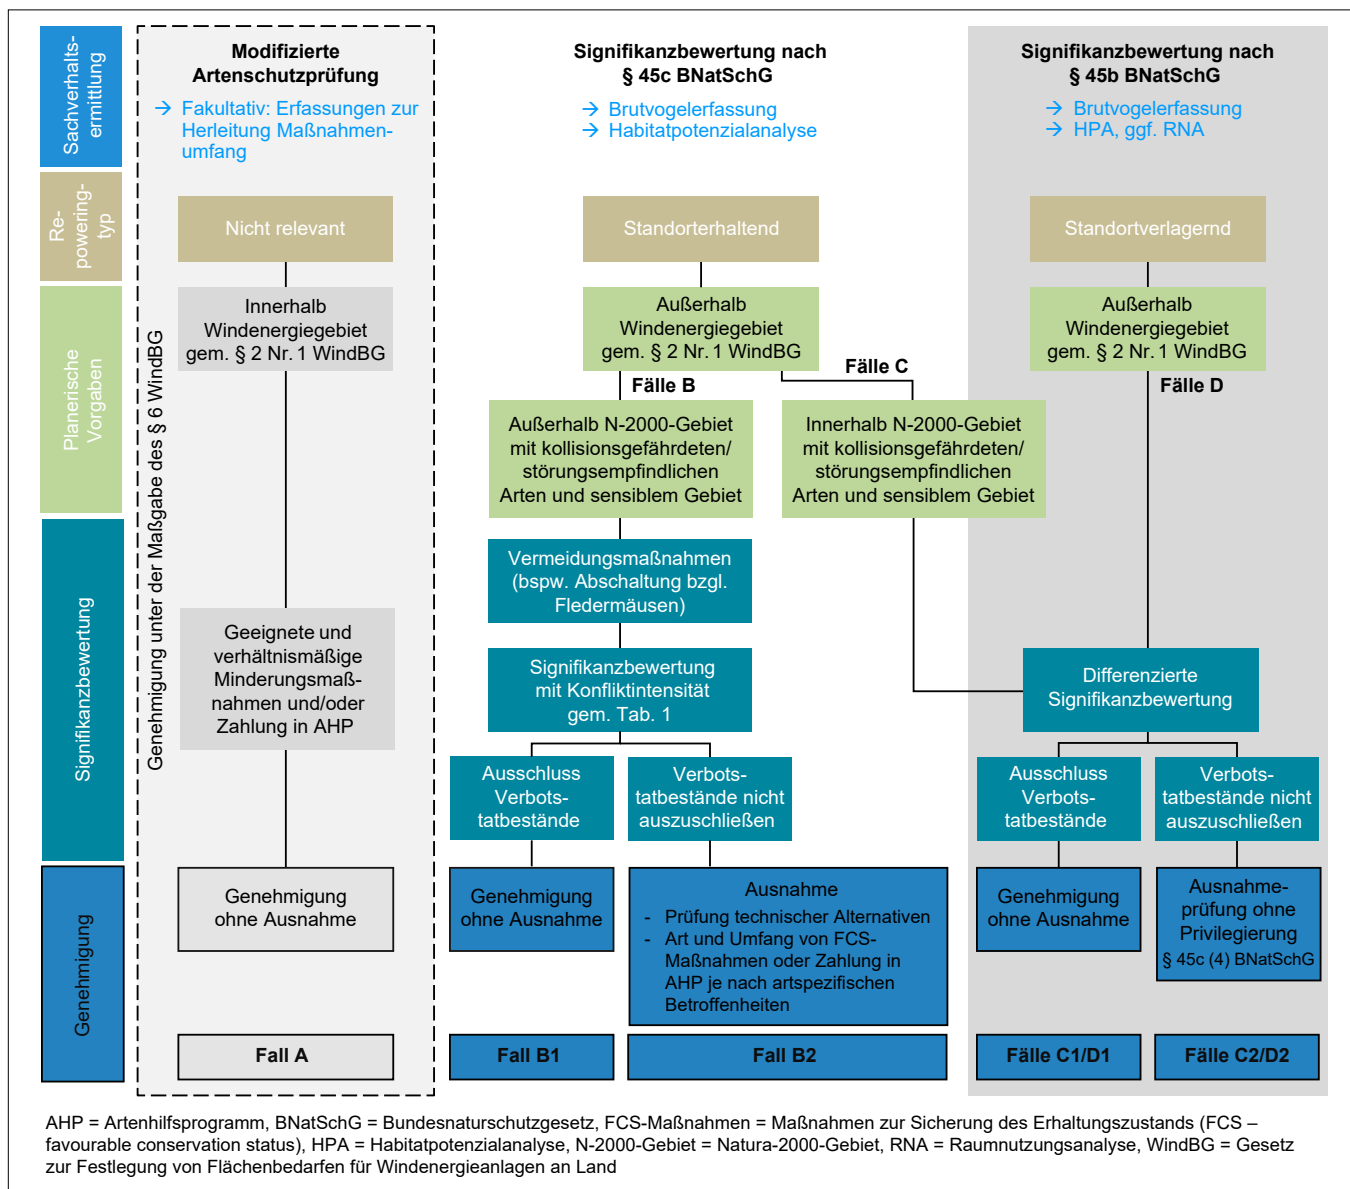 Sachverhalts-
ermittlung
Modifizierte
Artenschutzprüfung
→ Fakultativ: Erfassungen zur
Herleitung Maßnahmen-
umfang
Signifikanzbewertung nach
§ 45c BNatSchG
→ Brutvogelerfassung
→ Habitatpotenzialanalyse
Signifikanzbewertung nach
§ 45b BNatSchG
→ Brutvogelerfassung
→ HPA, ggf. RNA
Re-
powering-
typ
Nicht relevant
Standorterhaltend
Standortverlagernd
Genehmigung unter der Maßgabe des § 6 WindBG
Planerische
Vorgaben
Innerhalb
Windenergiegebiet
gem. § 2 Nr. 1 WindBG
Außerhalb
Windenergiegebiet
gem. § 2 Nr. 1 WindBG
Außerhalb
Windenergiegebiet
gem. § 2 Nr. 1 WindBG
Fälle B
Fälle C
Fälle D
Außerhalb N-2000-Gebiet
mit kollisionsgefährdeten/
störungsempfindlichen
Arten und sensiblem Gebiet
Innerhalb N-2000-Gebiet
mit kollisionsgefährdeten/
störungsempfindlichen
Arten und sensiblem Gebiet
Signifikanzbewertung
Geeignete und
verhältnismäßige
Minderungsmaß-
nahmen und/oder
Zahlung in AHP
Vermeidungsmaßnahmen
(bspw. Abschaltung bzgl.
Fledermäusen)
Signifikanzbewertung
mit Konfliktintensität
gem. Tab. 1
Differenzierte
Signifikanzbewertung
Ausschluss
Verbots-
tatbestände
Verbots-
tatbestände nicht
auszuschließen
Ausschluss
Verbots-
tatbestände
Verbots-
tatbestände nicht
auszuschließen
Genehmigung
Genehmigung
ohne Ausnahme
Genehmigung
ohne Ausnahme
Ausnahme
- Prüfung technischer Alternativen
- Art und Umfang von FCS-
Maßnahmen oder Zahlung in
AHP je nach artspezifischen
Betroffenheiten
Genehmigung
ohne Ausnahme
Ausnahme-
prüfung ohne
Privilegierung
§ 45c (4) BNatSchG
Fall A
Fall B1
Fall B2
Fälle C1/D1
Fälle C2/D2
AHP = Artenhilfsprogramm, BNatSchG = Bundesnaturschutzgesetz, FCS-Maßnahmen = Maßnahmen zur Sicherung des Erhaltungszustands (FCS –
favourable conservation status), HPA = Habitatpotenzialanalyse, N-2000-Gebiet = Natura-2000-Gebiet, RNA = Raumnutzungsanalyse, WindBG = Gesetz
zur Festlegung von Flächenbedarfen für Windenergieanlagen an Land